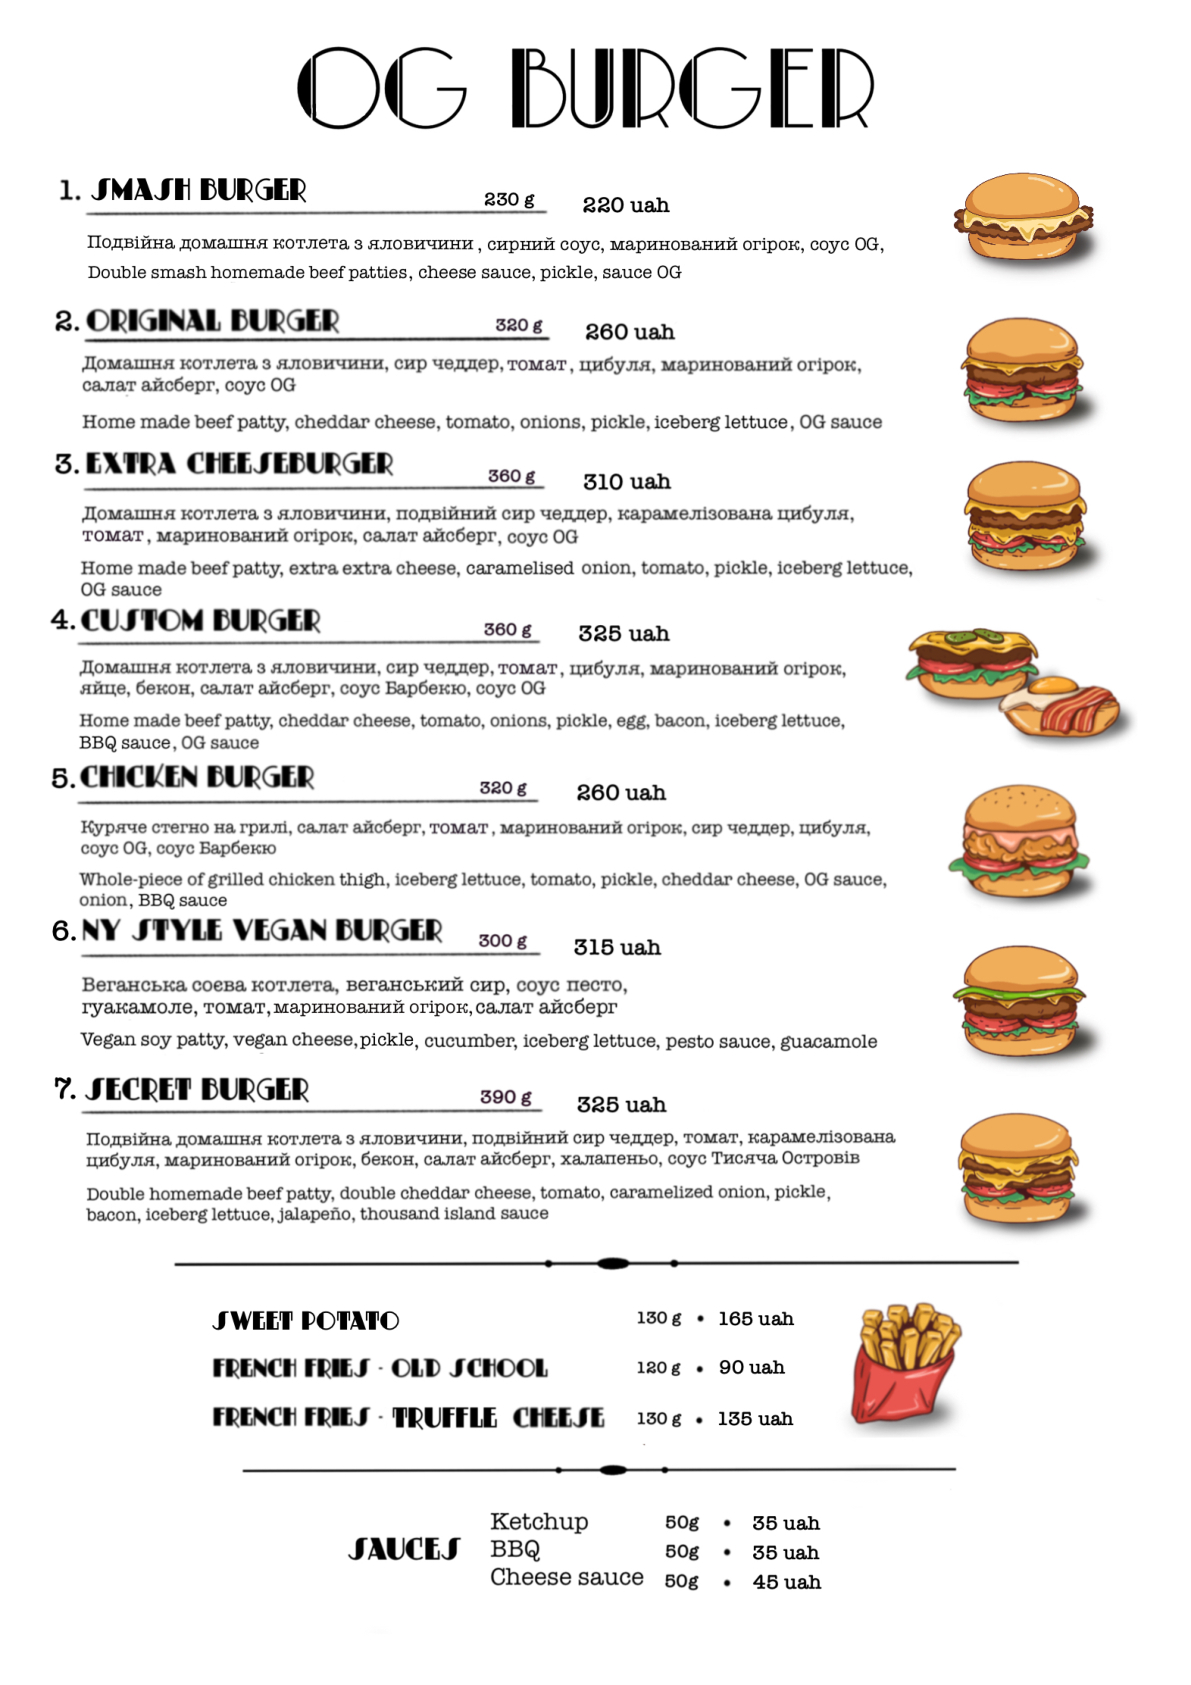 OG BURGER
1. SMASH BURGER 230 g 220 uah
Подвійна домашня котлета з яловичини , сирний соус, маринований огірок, соус OG,
Double smash homemade beef patties, cheese sauce, pickle, sauce OG
2. ORIGINAL BURGER 320 g 260 uah
Домашня котлета з яловичини, сир чеддер, томат, цибуля, маринований огірок,
салат айсберг, соус OG
Home made beef patty, cheddar cheese, tomato, onions, pickle, iceberg lettuce, OG sauce
3. EXTRA CHEESEBURGER 360 g 310 uah
Домашня котлета з яловичини, подвійний сир чеддер, карамелізована цибуля,
томат, маринований огірок, салат айсберг, соус OG
Home made beef patty, extra extra cheese, caramelised onion, tomato, pickle, iceberg lettuce,
OG sauce
4. CUSTOM BURGER 360 g 325 uah
Домашня котлета з яловичини, сир чеддер, томат, цибуля, маринований огірок,
яйце, бекон, салат айсберг, соус Барбекю, соус OG
Home made beef patty, cheddar cheese, tomato, onions, pickle, egg, bacon, iceberg lettuce,
BBQ sauce, OG sauce
5. CHICKEN BURGER 320 g 260 uah
Куряче стегно на грилі, салат айсберг, томат, маринований огірок, сир чеддер, цибуля,
соус OG, соус Барбекю
Whole-piece of grilled chicken thigh, iceberg lettuce, tomato, pickle, cheddar cheese, OG sauce,
onion, BBQ sauce
6. NY STYLE VEGAN BURGER 300 g 315 uah
Веганська соєва котлета, веганський сир, соус песто,
гуакамоле, томат, маринований огірок, салат айсберг
Vegan soy patty, vegan cheese, pickle, cucumber, iceberg lettuce, pesto sauce, guacamole
7. SECRET BURGER 390 g 325 uah
Подвійна домашня котлета з яловичини, подвійний сир чеддер, томат, карамелізована
цибуля, маринований огірок, бекон, салат айсберг, халапеньо, соус Тисяча Островів
Double homemade beef patty, double cheddar cheese, tomato, caramelized onion, pickle,
bacon, iceberg lettuce, jalapeño, thousand island sauce
SWEET POTATO 130 g • 165 uah
FRENCH FRIES - OLD SCHOOL 120 g • 90 uah
FRENCH FRIES - TRUFFLE CHEESE 130 g • 135 uah
SAUCES
Ketchup 50g • 35 uah
BBQ 50g • 35 uah
Cheese sauce 50g • 45 uah